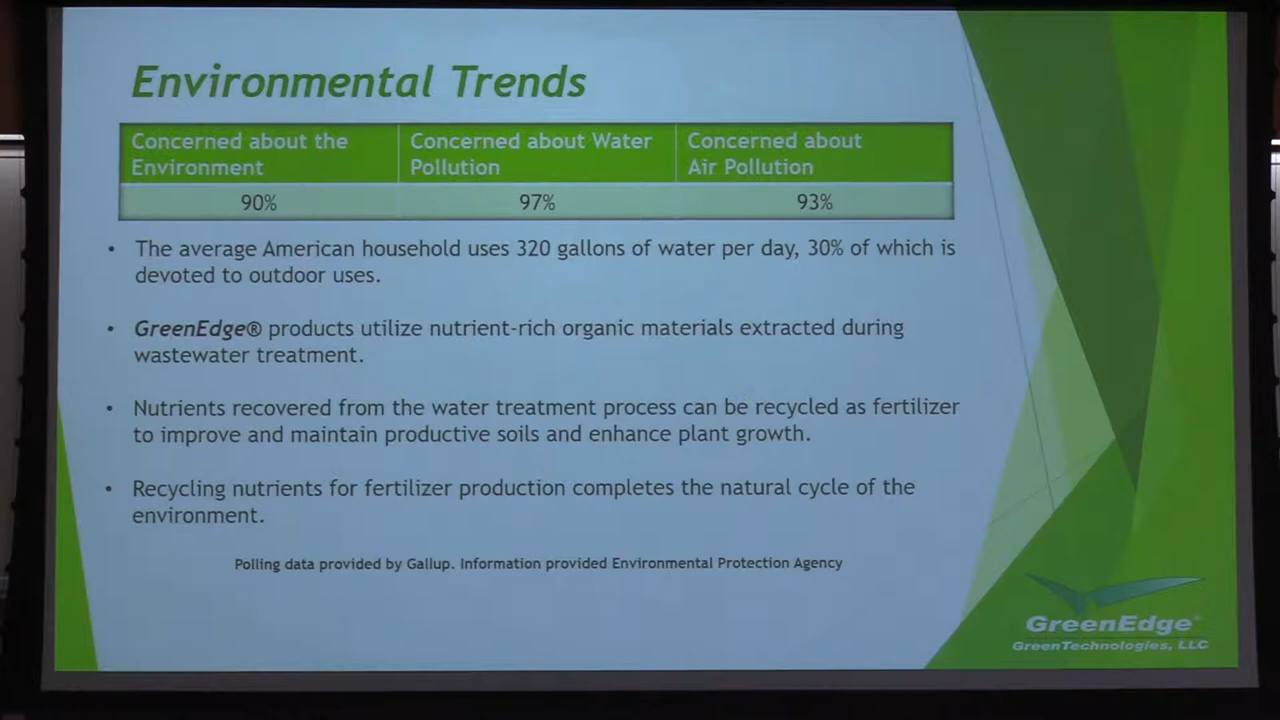 Environmental Trends
Concerned about the
Environment
Concerned about Water
Pollution
Concerned about
Air Pollution
90%
97%
93%
• The average American household uses 320 gallons of water per day, 30% of which is
devoted to outdoor uses.
• GreenEdge® products utilize nutrient-rich organic materials extracted during
wastewater treatment.
• Nutrients recovered from the water treatment process can be recycled as fertilizer
to improve and maintain productive soils and enhance plant growth.
• Recycling nutrients for fertilizer production completes the natural cycle of the
environment.
Polling data provided by Gallup. Information provided Environmental Protection Agency
GreenEdge®
GreenTechnologies, LLC